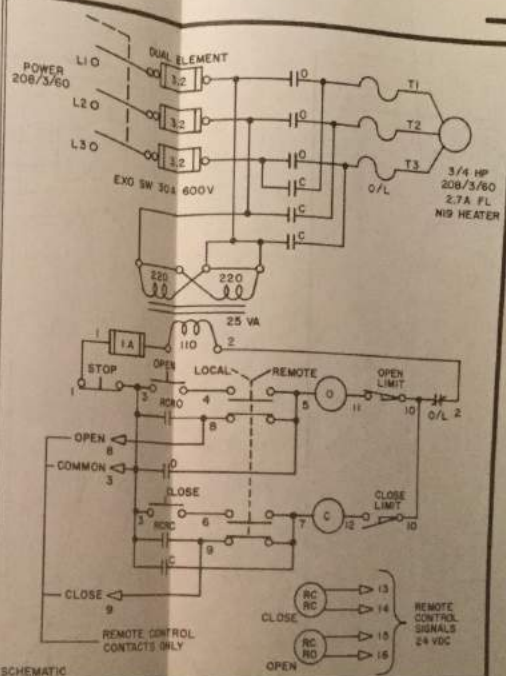 POWER
208/3/60
L1
L2
L3
DUAL ELEMENT
3.2
3.2
3.2
EXO SW 30A 600V
O
O
O
C
C
C
T1
T2
T3
O/L
3/4 HP
208/3/60
2.7A FL
N19 HEATER
220
220
25 VA
110
1
1A
2
STOP
1
OPEN
3
4
LOCAL
REMOTE
5
O
11
OPEN
LIMIT
10
O/L
2
RCRO
8
OPEN
8
COMMON
3
O
CLOSE
3
6
7
C
12
CLOSE
LIMIT
10
RCRC
9
C
CLOSE
9
REMOTE CONTROL
CONTACTS ONLY
RC
RC
CLOSE
13
14
RC
RO
OPEN
15
16
REMOTE
CONTROL
SIGNALS
24 VDC
SCHEMATIC